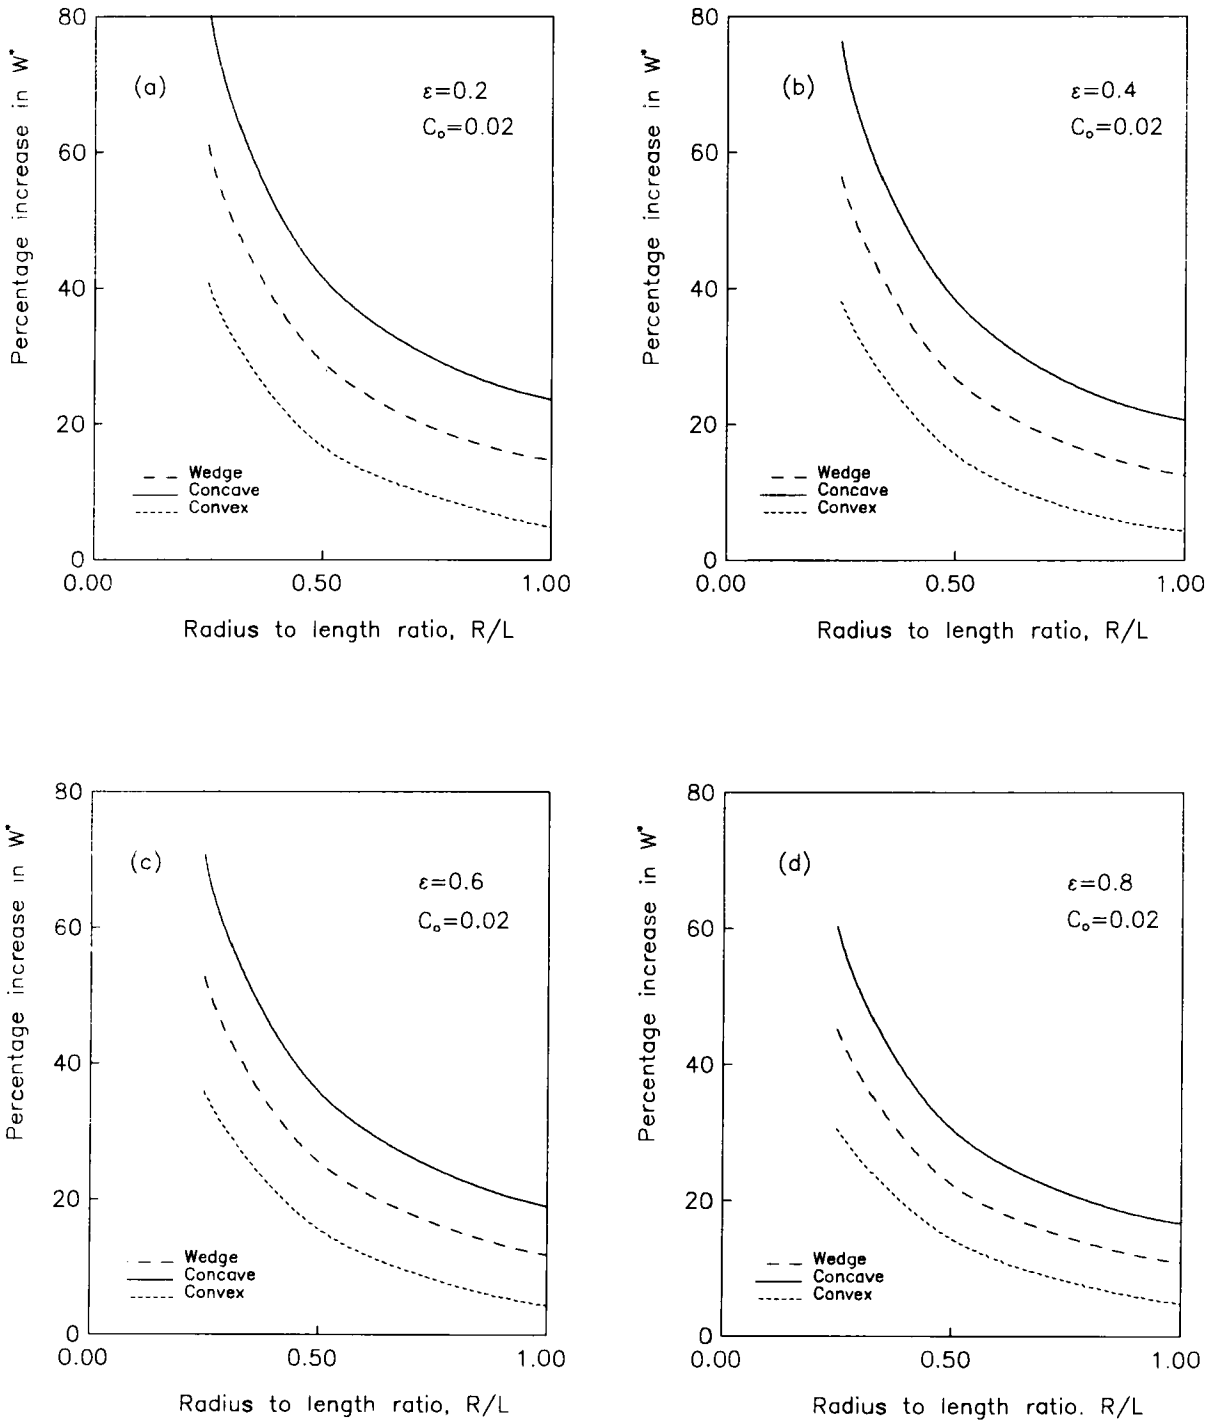 80
60
40
20
0
Percentage increase in W*
(a)
ε=0.2
C₀=0.02
Wedge
Concave
Convex
0.00 0.50 1.00
Radius to length ratio, R/L
80
60
40
20
0
Percentage increase in W*
(b)
ε=0.4
C₀=0.02
Wedge
Concave
Convex
0.00 0.50 1.00
Radius to length ratio, R/L
80
60
40
20
0
Percentage increase in W*
(c)
ε=0.6
C₀=0.02
Wedge
Concave
Convex
0.00 0.50 1.00
Radius to length ratio, R/L
80
60
40
20
0
Percentage increase in W*
(d)
ε=0.8
C₀=0.02
Wedge
Concave
Convex
0.00 0.50 1.00
Radius to length ratio. R/L